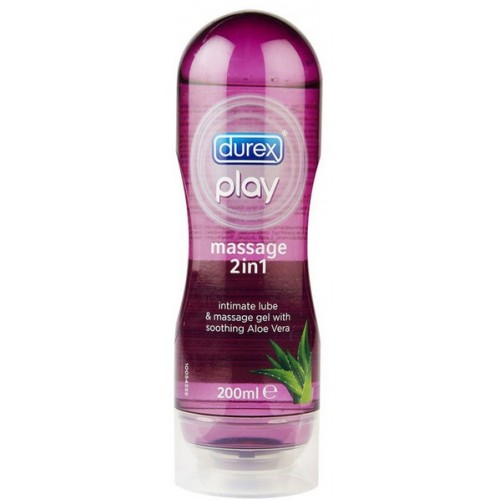 durex®
play
massage
2in1
intimate lube
& massage gel with
soothing Aloe Vera
200ml ℮